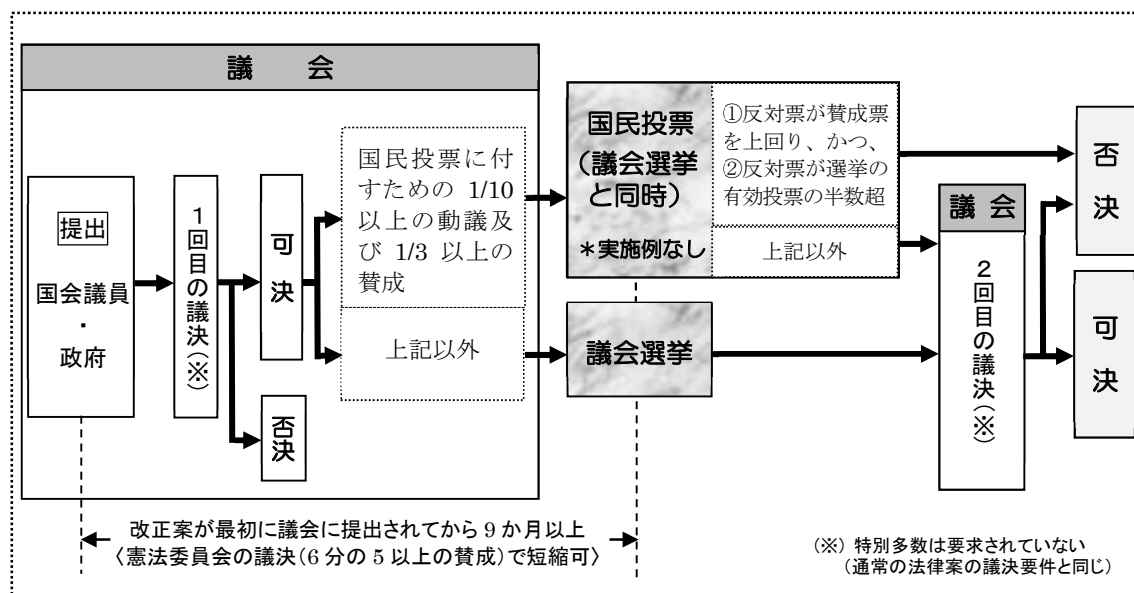 議 会
提出
国会議員
・
政府
1回目の議決(※)
可決
否決
国民投票に付
すための 1/10
以上の動議及
び 1/3 以上の
賛成
上記以外
国民投票
(議会選挙
と同時)
*実施例なし
①反対票が賛成票
を上回り、かつ、
②反対票が選挙の
有効投票の半数超
上記以外
議会選挙
議 会
2回目の議決(※)
否決
可決
改正案が最初に議会に提出されてから 9 か月以上
〈憲法委員会の議決(6 分の 5 以上の賛成)で短縮可〉
(※) 特別多数は要求されていない
(通常の法律案の議決要件と同じ)